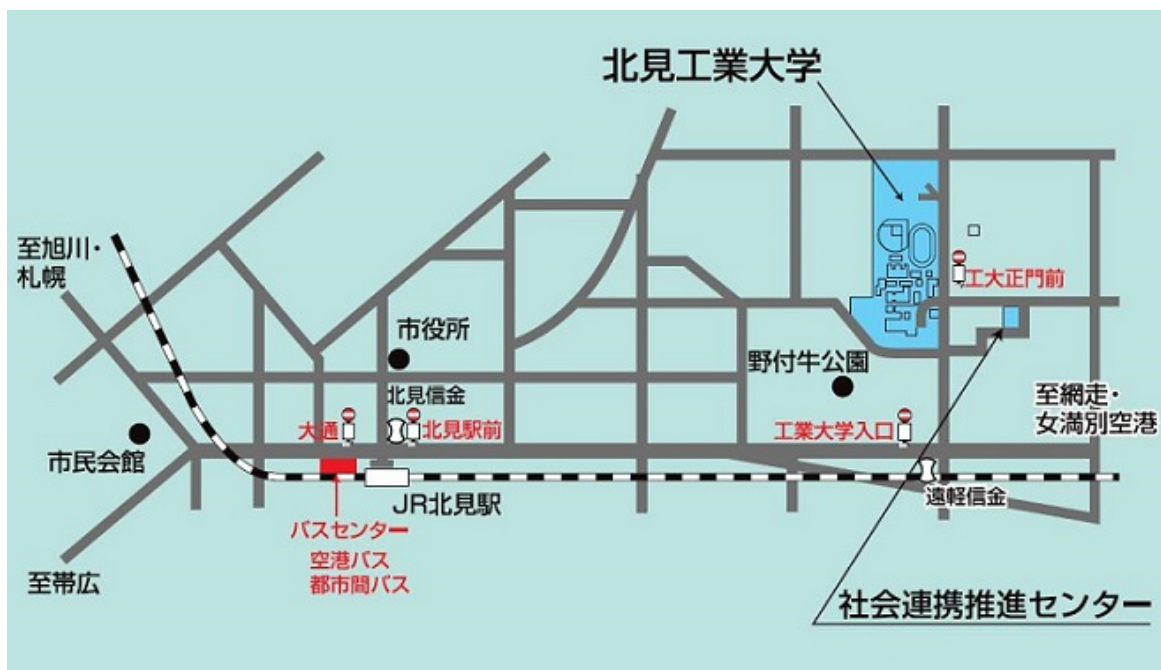 北見工業大学
至旭川・
札幌
工大正門前
市役所
野付牛公園
北見信金
至網走・
女満別空港
大通
北見駅前
工業大学入口
市民会館
JR北見駅
遠軽信金
バスセンター
空港バス
都市間バス
至帯広
社会連携推進センター